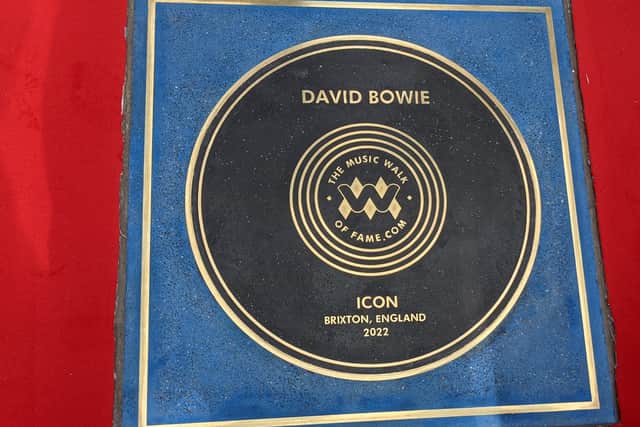 DAVID BOWIE
THE MUSIC WALK
OF FAME.COM
ICON
BRIXTON, ENGLAND
2022